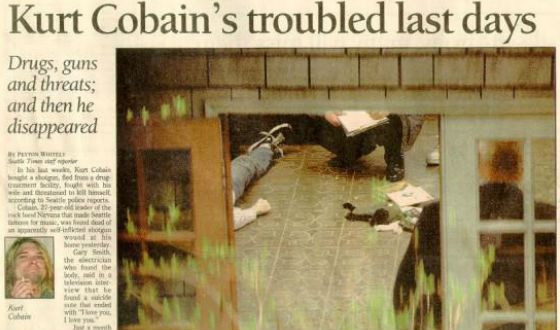 Kurt Cobain's troubled last days
Drugs, guns
and threats;
and then he
disappeared
BY PEYTON WHITELY
Seattle Times staff reporter
In his last weeks, Kurt Cobain
bought a shotgun, fled from a drug-
treatment facility, fought with his
wife and threatened to kill himself,
according to Seattle police reports.
Cobain, 27-year-old leader of the
rock band Nirvana that made Seattle
famous for music, was found dead of
an apparently self-inflicted shotgun
wound at his
home yesterday.
Gary Smith,
the electrician
who found the
body, said in a
television inter-
view that he
found a suicide
note that ended
with "I love you,
I love you."
Just a month
Kurt
Cobain